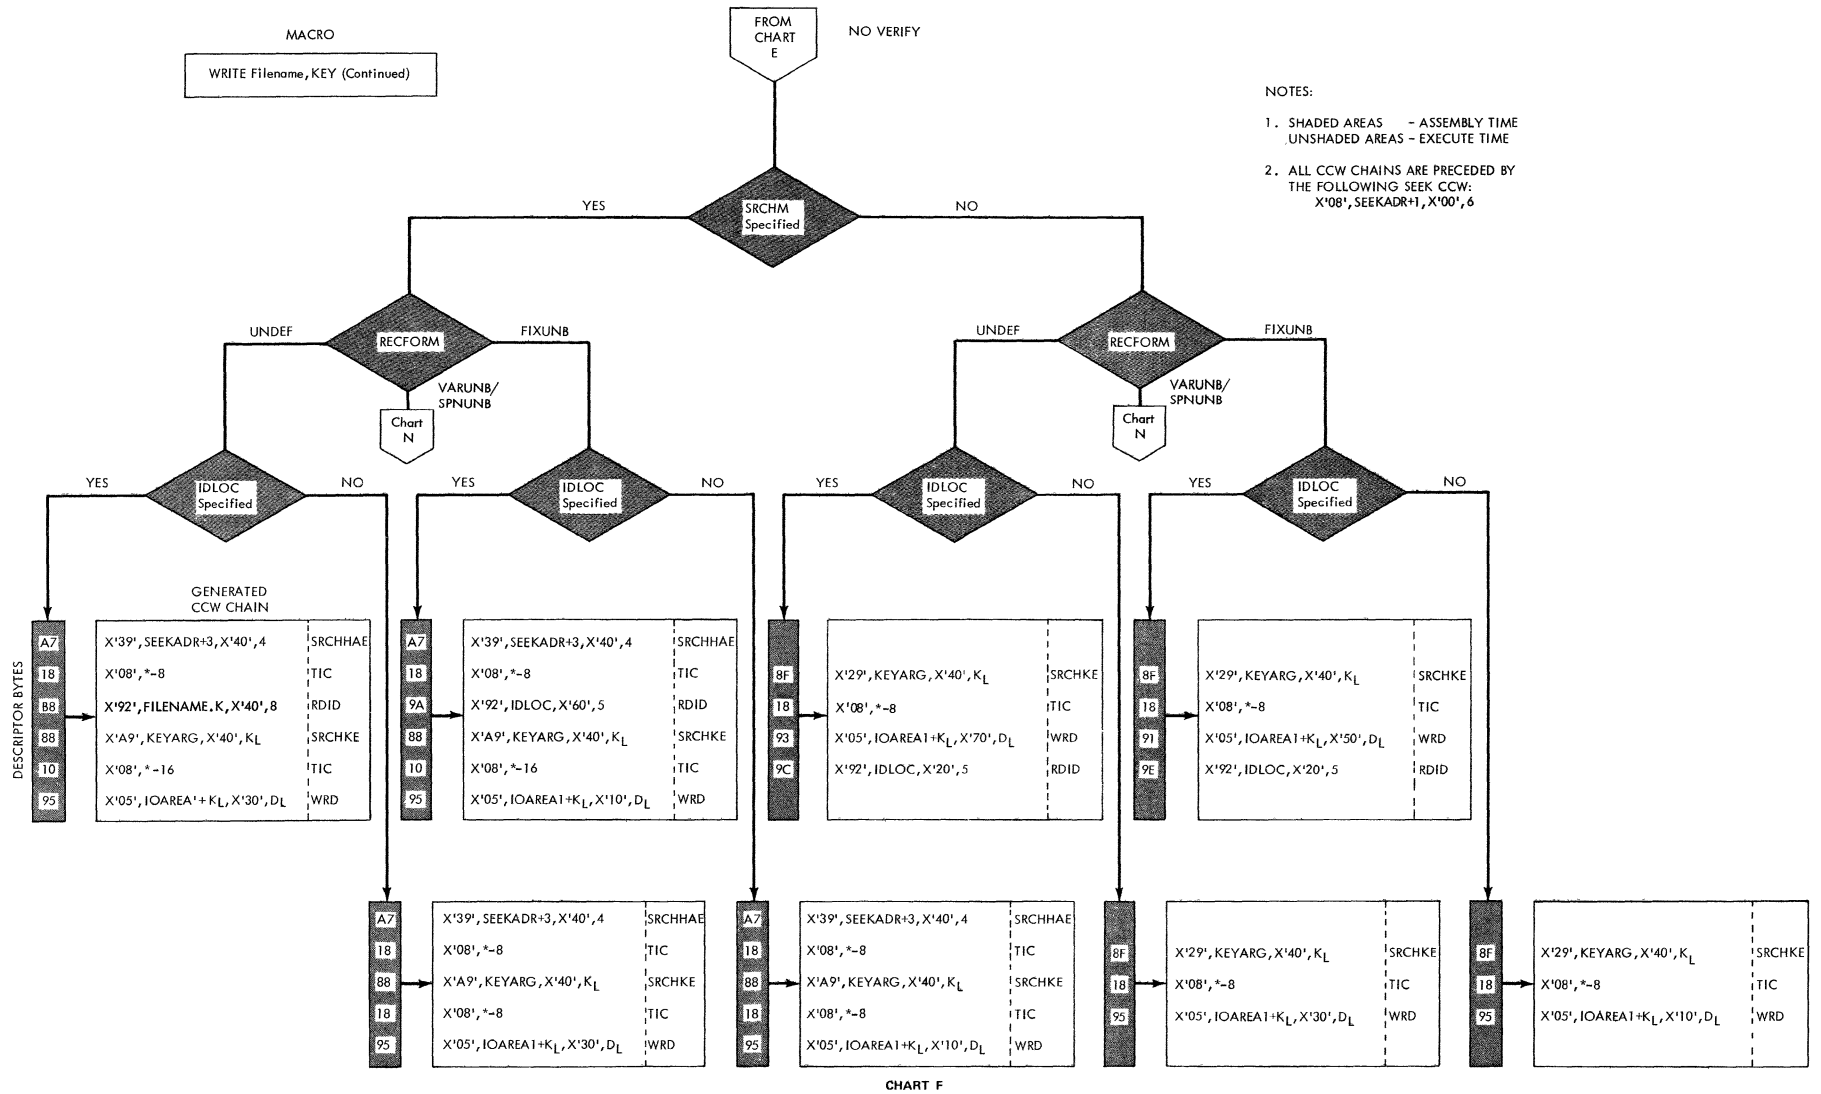 MACRO
WRITE Filename, KEY (Continued)
FROM
CHART
E
NO VERIFY
NOTES:
1. SHADED AREAS - ASSEMBLY TIME
UNSHADED AREAS - EXECUTE TIME
2. ALL CCW CHAINS ARE PRECEDED BY
THE FOLLOWING SEEK CCW:
X'08', SEEKADR+1, X'00', 6
YES
SRCHM
Specified
NO
UNDEF
RECFORM
FIXUNB
VARUNB/
SPNUNB
Chart
N
UNDEF
RECFORM
FIXUNB
VARUNB/
SPNUNB
Chart
N
YES
IDLOC
Specified
NO
YES
IDLOC
Specified
NO
YES
IDLOC
Specified
NO
YES
IDLOC
Specified
NO
GENERATED
CCW CHAIN
DESCRIPTOR BYTES
A7 X'39', SEEKADR+3, X'40', 4 SRCHHAE
18 X'08', *-8 TIC
B8 X'92', FILENAME.K, X'40', 8 RDID
88 X'A9', KEYARG, X'40', KL SRCHKE
10 X'08', *-16 TIC
95 X'05', IOAREA'+KL, X'30', DL WRD
A7 X'39', SEEKADR+3, X'40', 4 SRCHHAE
18 X'08', *-8 TIC
9A X'92', IDLOC, X'60', 5 RDID
88 X'A9', KEYARG, X'40', KL SRCHKE
10 X'08', *-16 TIC
95 X'05', IOAREA1+KL, X'10', DL WRD
8F X'29', KEYARG, X'40', KL SRCHKE
18 X'08', *-8 TIC
93 X'05', IOAREA1+KL, X'70', DL WRD
9C X'92', IDLOC, X'20', 5 RDID
8F X'29', KEYARG, X'40', KL SRCHKE
18 X'08', *-8 TIC
91 X'05', IOAREA1+KL, X'50', DL WRD
9E X'92', IDLOC, X'20', 5 RDID
A7 X'39', SEEKADR+3, X'40', 4 SRCHHAE
18 X'08', *-8 TIC
88 X'A9', KEYARG, X'40', KL SRCHKE
18 X'08', *-8 TIC
95 X'05', IOAREA1+KL, X'30', DL WRD
A7 X'39', SEEKADR+3, X'40', 4 SRCHHAE
18 X'08', *-8 TIC
88 X'A9', KEYARG, X'40', KL SRCHKE
18 X'08', *-8 TIC
95 X'05', IOAREA1+KL, X'10', DL WRD
8F X'29', KEYARG, X'40', KL SRCHKE
18 X'08', *-8 TIC
95 X'05', IOAREA1+KL, X'30', DL WRD
8F X'29', KEYARG, X'40', KL SRCHKE
18 X'08', *-8 TIC
95 X'05', IOAREA1+KL, X'10', DL WRD
CHART F